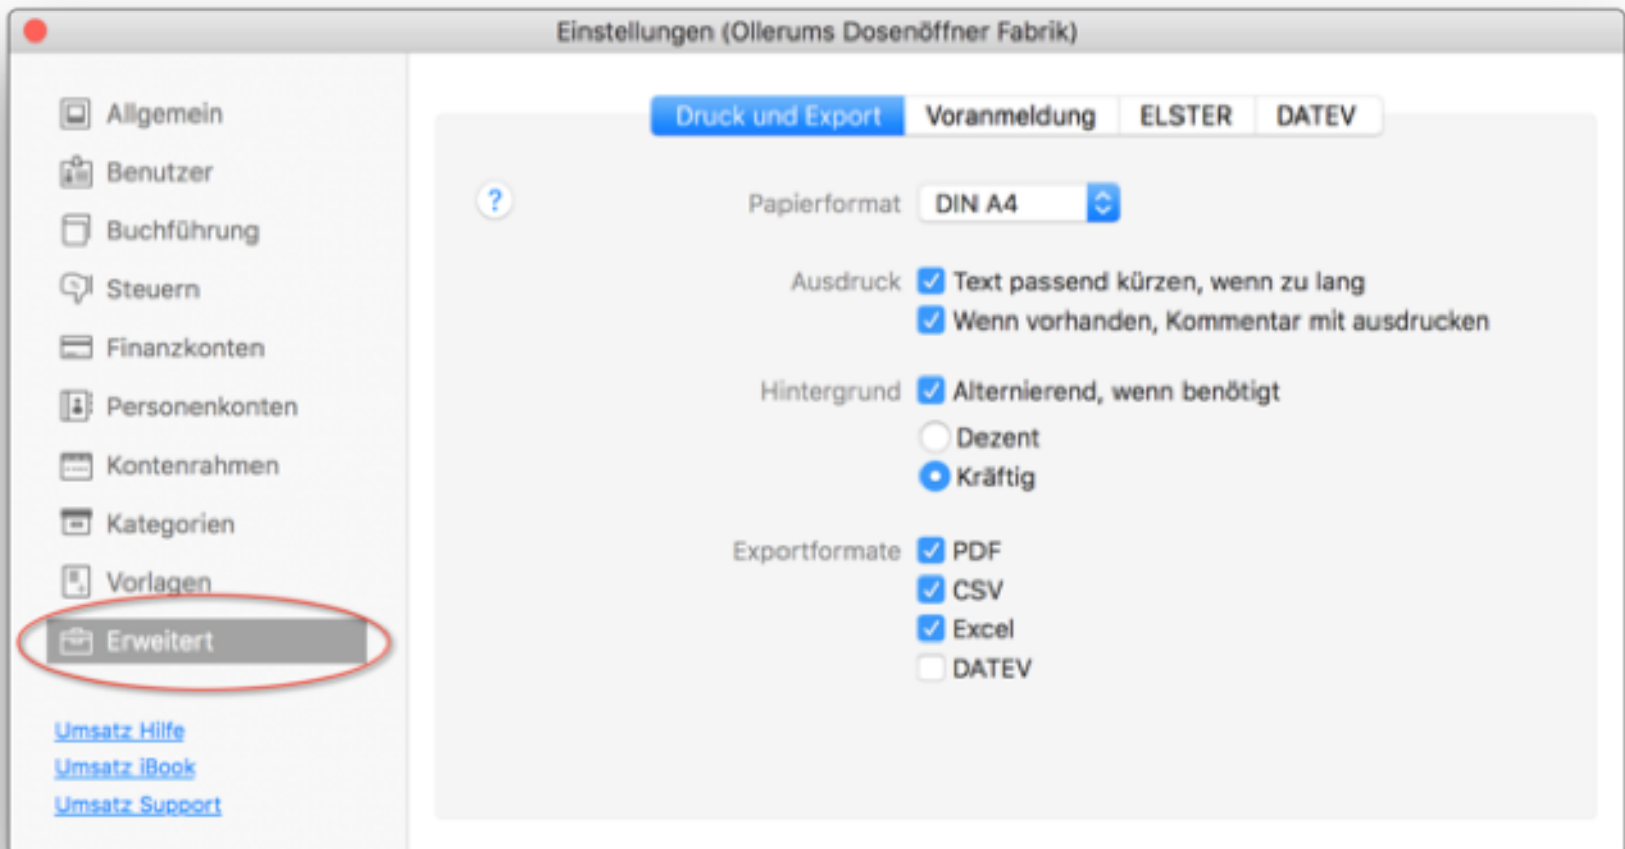 Einstellungen (Ollerums Dosenöffner Fabrik)
Allgemein
Benutzer
Buchführung
Steuern
Finanzkonten
Personenkonten
Kontenrahmen
Kategorien
Vorlagen
Erweitert
Umsatz Hilfe
Umsatz iBook
Umsatz Support
Druck und Export Voranmeldung ELSTER DATEV
? Papierformat DIN A4
Ausdruck Text passend kürzen, wenn zu lang
Wenn vorhanden, Kommentar mit ausdrucken
Hintergrund Alternierend, wenn benötigt
Dezent
Kräftig
Exportformate PDF
CSV
Excel
DATEV